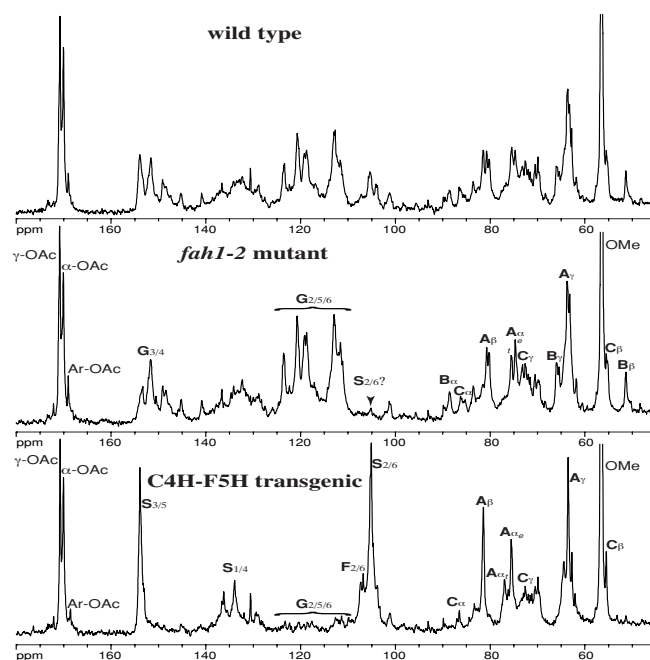 wild type
ppm 160 140 120 100 80 60
fah1-2 mutant
γ-OAc
α-OAc
Ar-OAc
G3/4
G2/5/6
S2/6?
Bα
Cα
Aβ
Aα
t e
Cγ
Bγ
Aγ
OMe
Cβ
Bβ
ppm 160 140 120 100 80 60
C4H-F5H transgenic
γ-OAc
α-OAc
Ar-OAc
S3/5
S1/4
G2/5/6
F2/6
S2/6
Cα
Aβ
Aαt
Aαe
Cγ
Aγ
OMe
Cβ
ppm 160 140 120 100 80 60